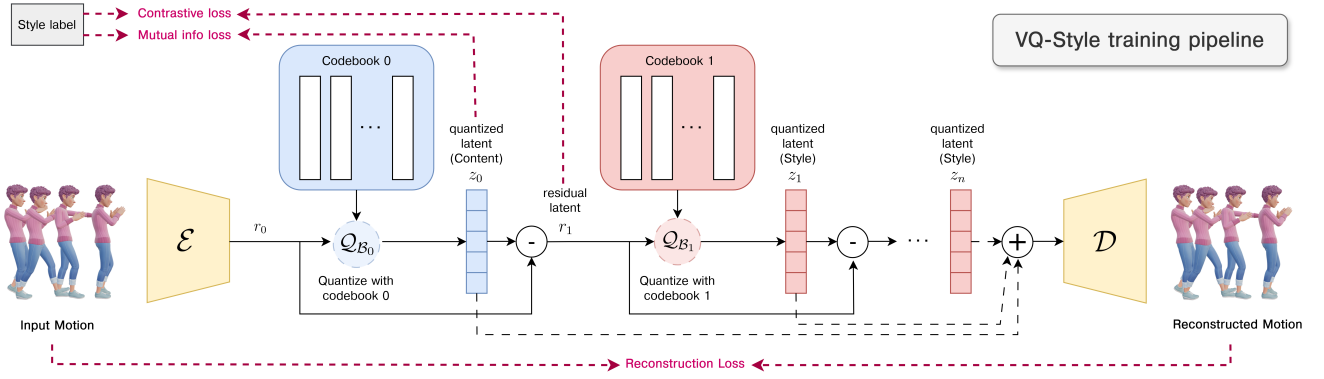 Style label
Contrastive loss
Mutual info loss
VQ-Style training pipeline
Codebook 0
...
Codebook 1
...
quantized
latent
(Content)
z₀
quantized
latent
(Style)
z₁
quantized
latent
(Style)
zₙ
residual
latent
ℰ
r₀
𝒬ℬ₀
-
r₁
𝒬ℬ₁
-
...
+
𝒟
Quantize with
codebook 0
Quantize with
codebook 1
Input Motion
Reconstructed Motion
Reconstruction Loss